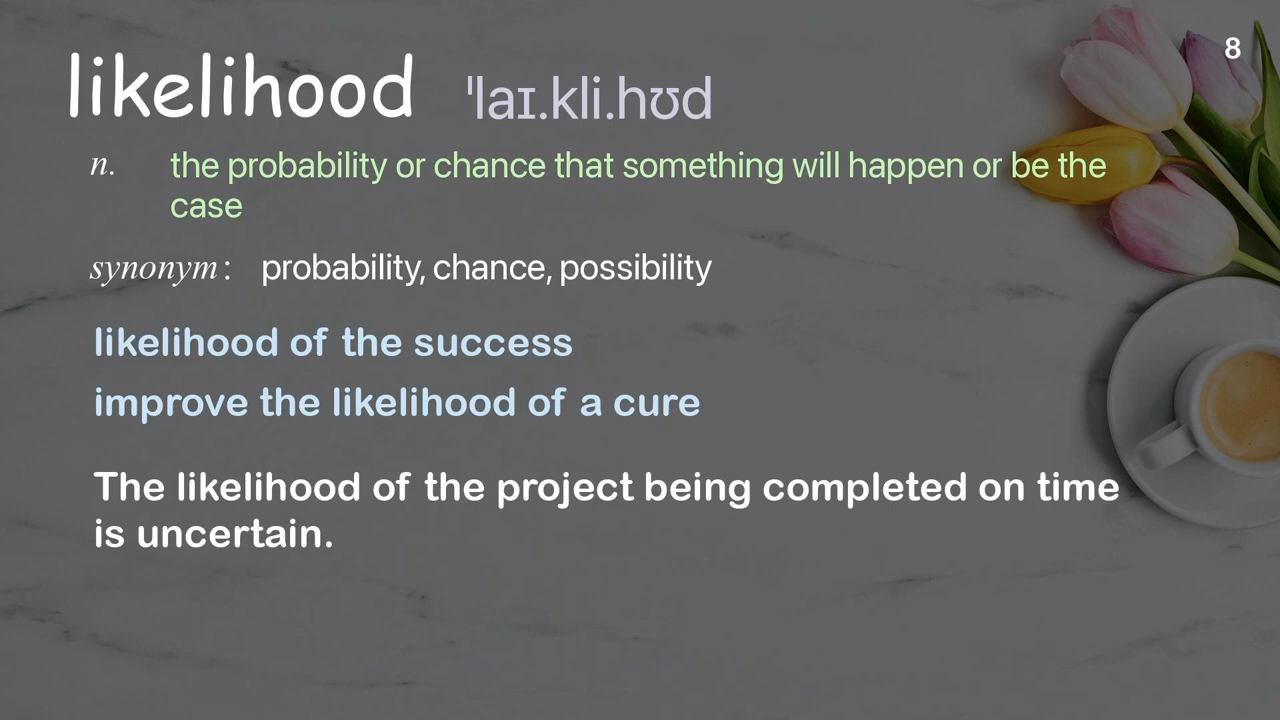 8
likelihood ˈlaɪ.kli.hʊd
n. the probability or chance that something will happen or be the
case
synonym: probability, chance, possibility
likelihood of the success
improve the likelihood of a cure
The likelihood of the project being completed on time
is uncertain.